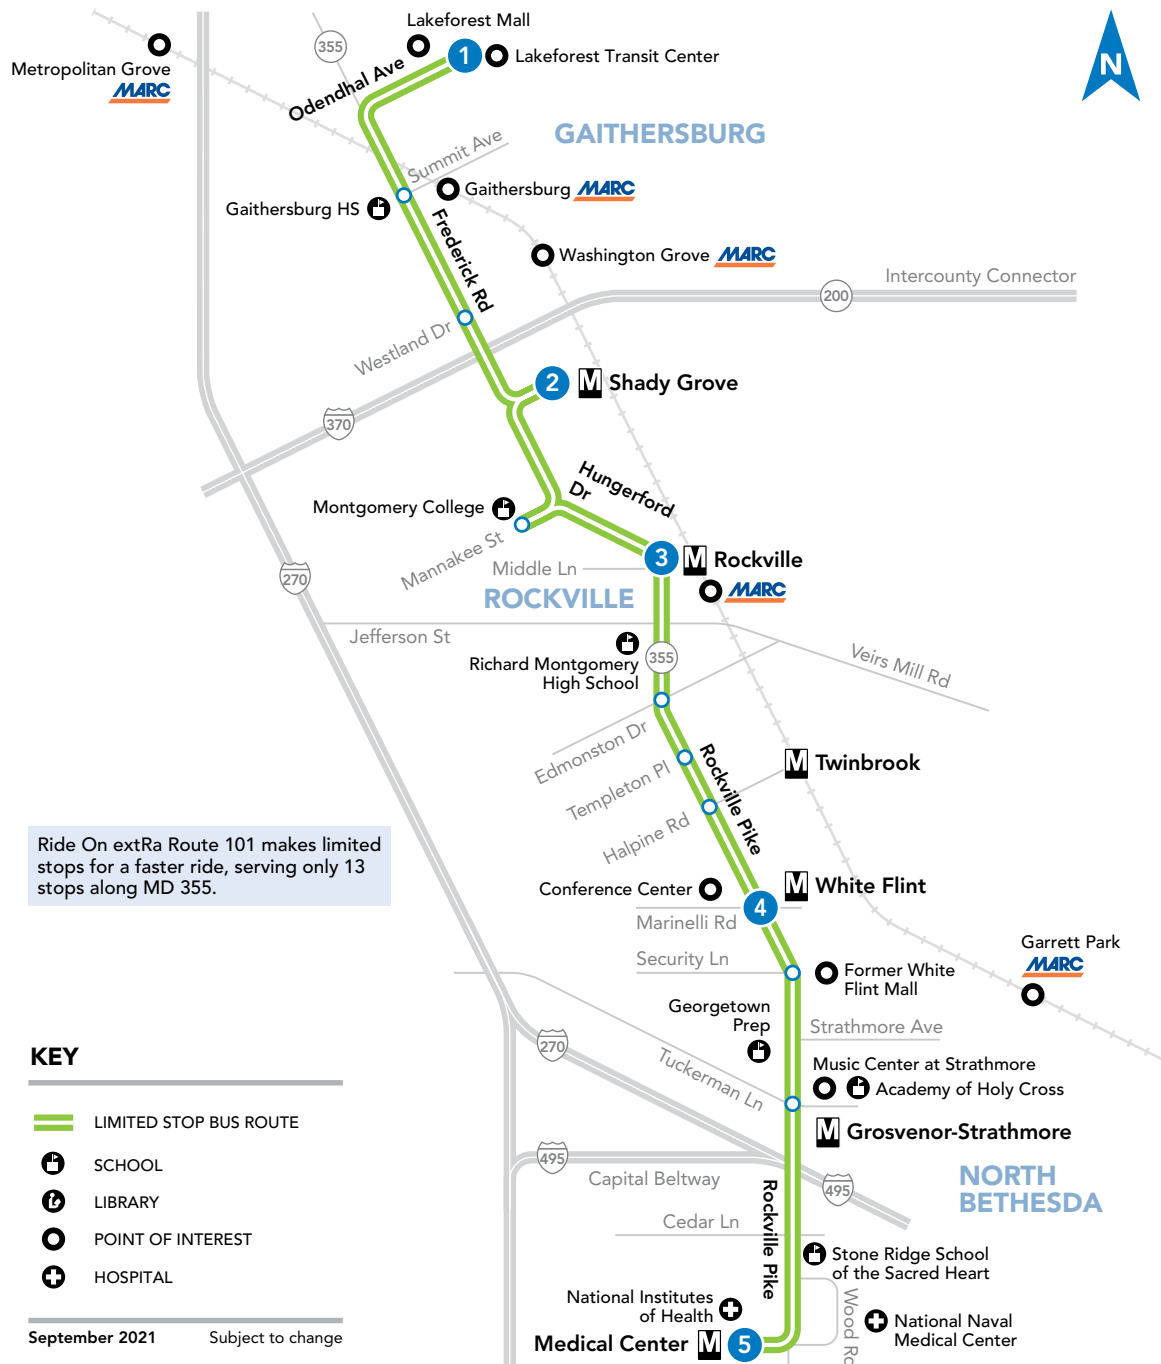 Lakeforest Mall
1
Lakeforest Transit Center
355
Metropolitan Grove
MARC
Odendhal Ave
N
GAITHERSBURG
Summit Ave
Gaithersburg MARC
Gaithersburg HS
Frederick Rd
Washington Grove MARC
Intercounty Connector
200
Westland Dr
2
M Shady Grove
370
Hungerford
Dr
Montgomery College
Mannakee St
3
M Rockville
MARC
Middle Ln
270
ROCKVILLE
Jefferson St
355
Richard Montgomery
High School
Veirs Mill Rd
Edmonston Dr
Rockville Pike
Templeton Pl
M Twinbrook
Halpine Rd
Ride On extRa Route 101 makes limited
stops for a faster ride, serving only 13
stops along MD 355.
Conference Center
M White Flint
4
Marinelli Rd
Security Ln
Former White
Flint Mall
Garrett Park
MARC
Georgetown
Prep
Strathmore Ave
270
Tuckerman Ln
Music Center at Strathmore
Academy of Holy Cross
M Grosvenor-Strathmore
495
Capital Beltway
495
NORTH
BETHESDA
Rockville Pike
Cedar Ln
Stone Ridge School
of the Sacred Heart
National Institutes
of Health
Wood Rd
National Naval
Medical Center
Medical Center M
5
KEY
LIMITED STOP BUS ROUTE
SCHOOL
LIBRARY
POINT OF INTEREST
HOSPITAL
September 2021 Subject to change